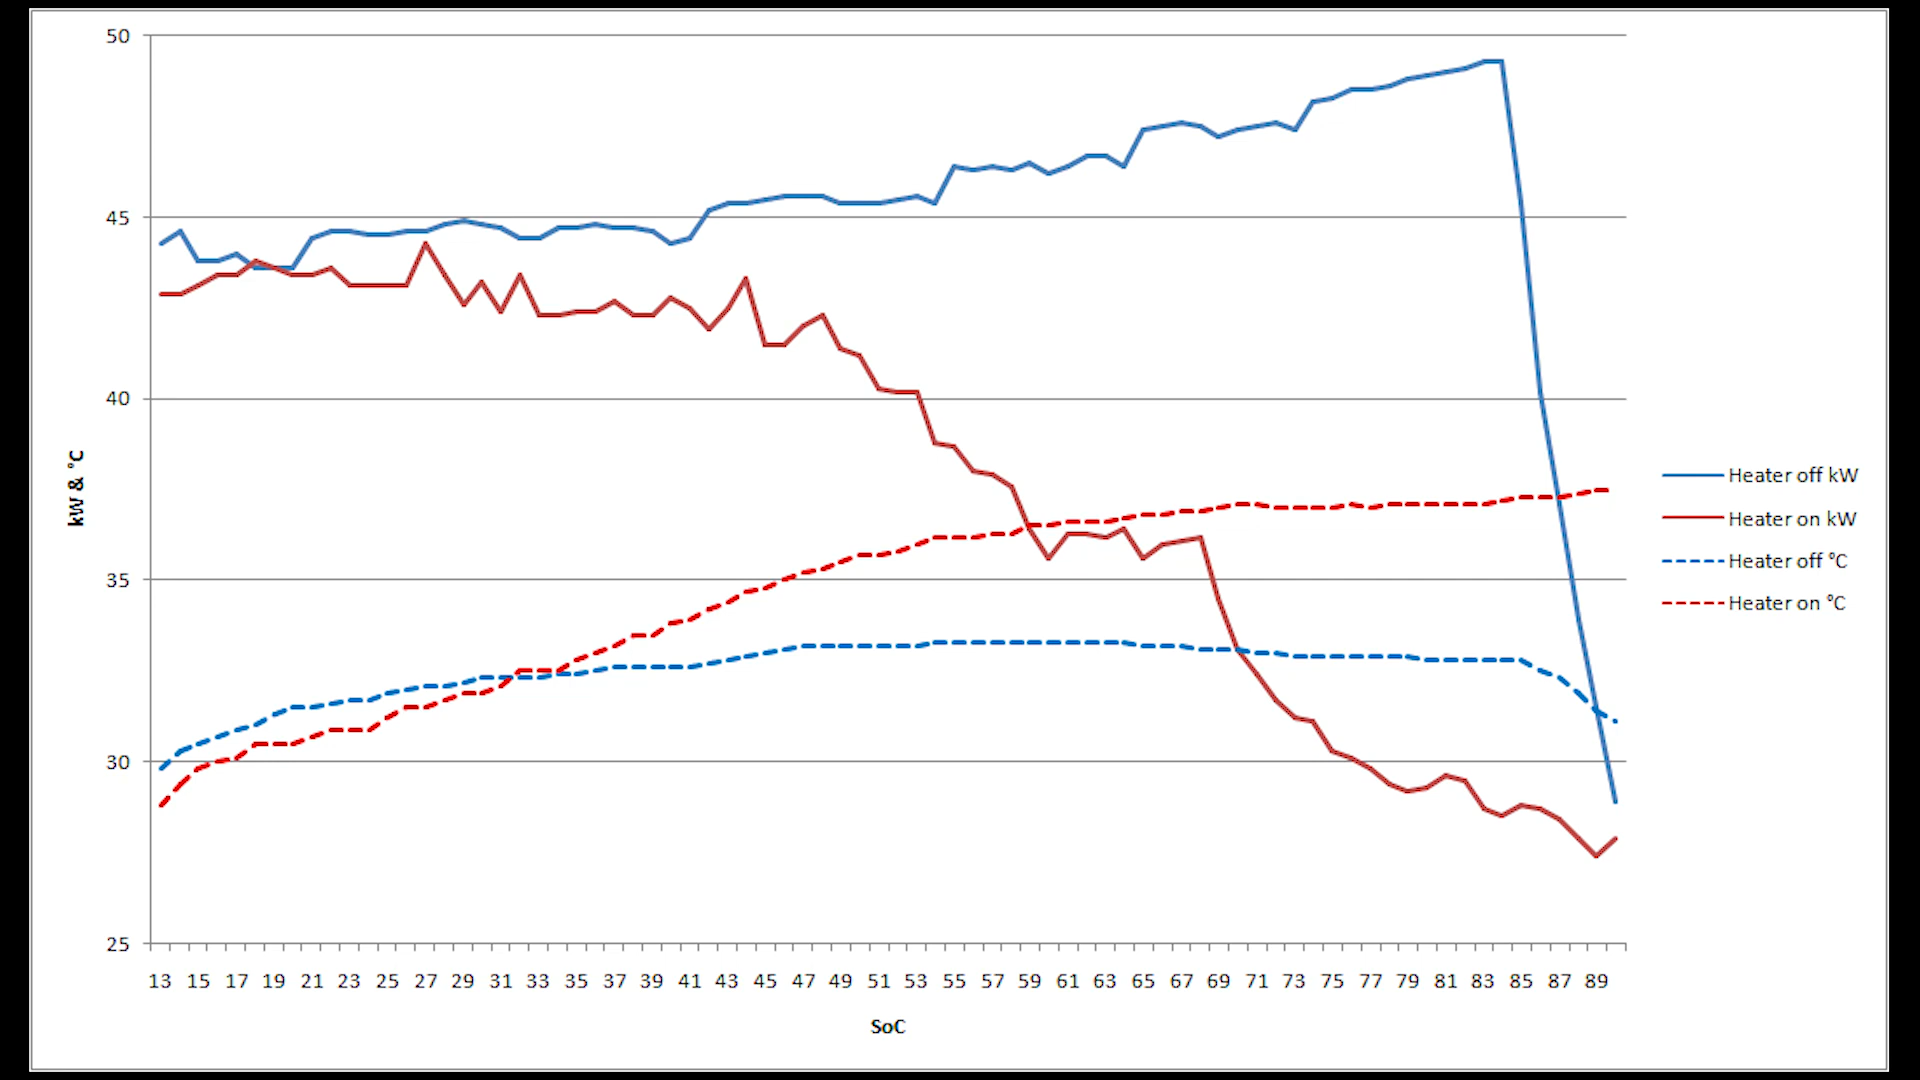 50
45
40
35
30
25
kW & °C
13 15 17 19 21 23 25 27 29 31 33 35 37 39 41 43 45 47 49 51 53 55 57 59 61 63 65 67 69 71 73 75 77 79 81 83 85 87 89
SoC
Heater off kW
Heater on kW
Heater off °C
Heater on °C